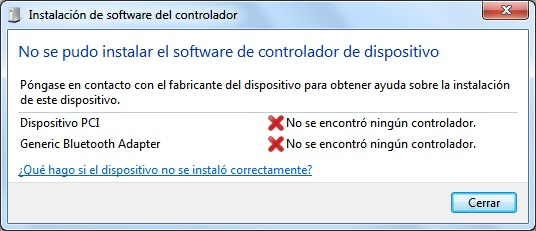 Instalación de software del controlador
No se pudo instalar el software de controlador de dispositivo
Póngase en contacto con el fabricante del dispositivo para obtener ayuda sobre la instalación
de este dispositivo.
Dispositivo PCI No se encontró ningún controlador.
Generic Bluetooth Adapter No se encontró ningún controlador.
¿Qué hago si el dispositivo no se instaló correctamente?
Cerrar